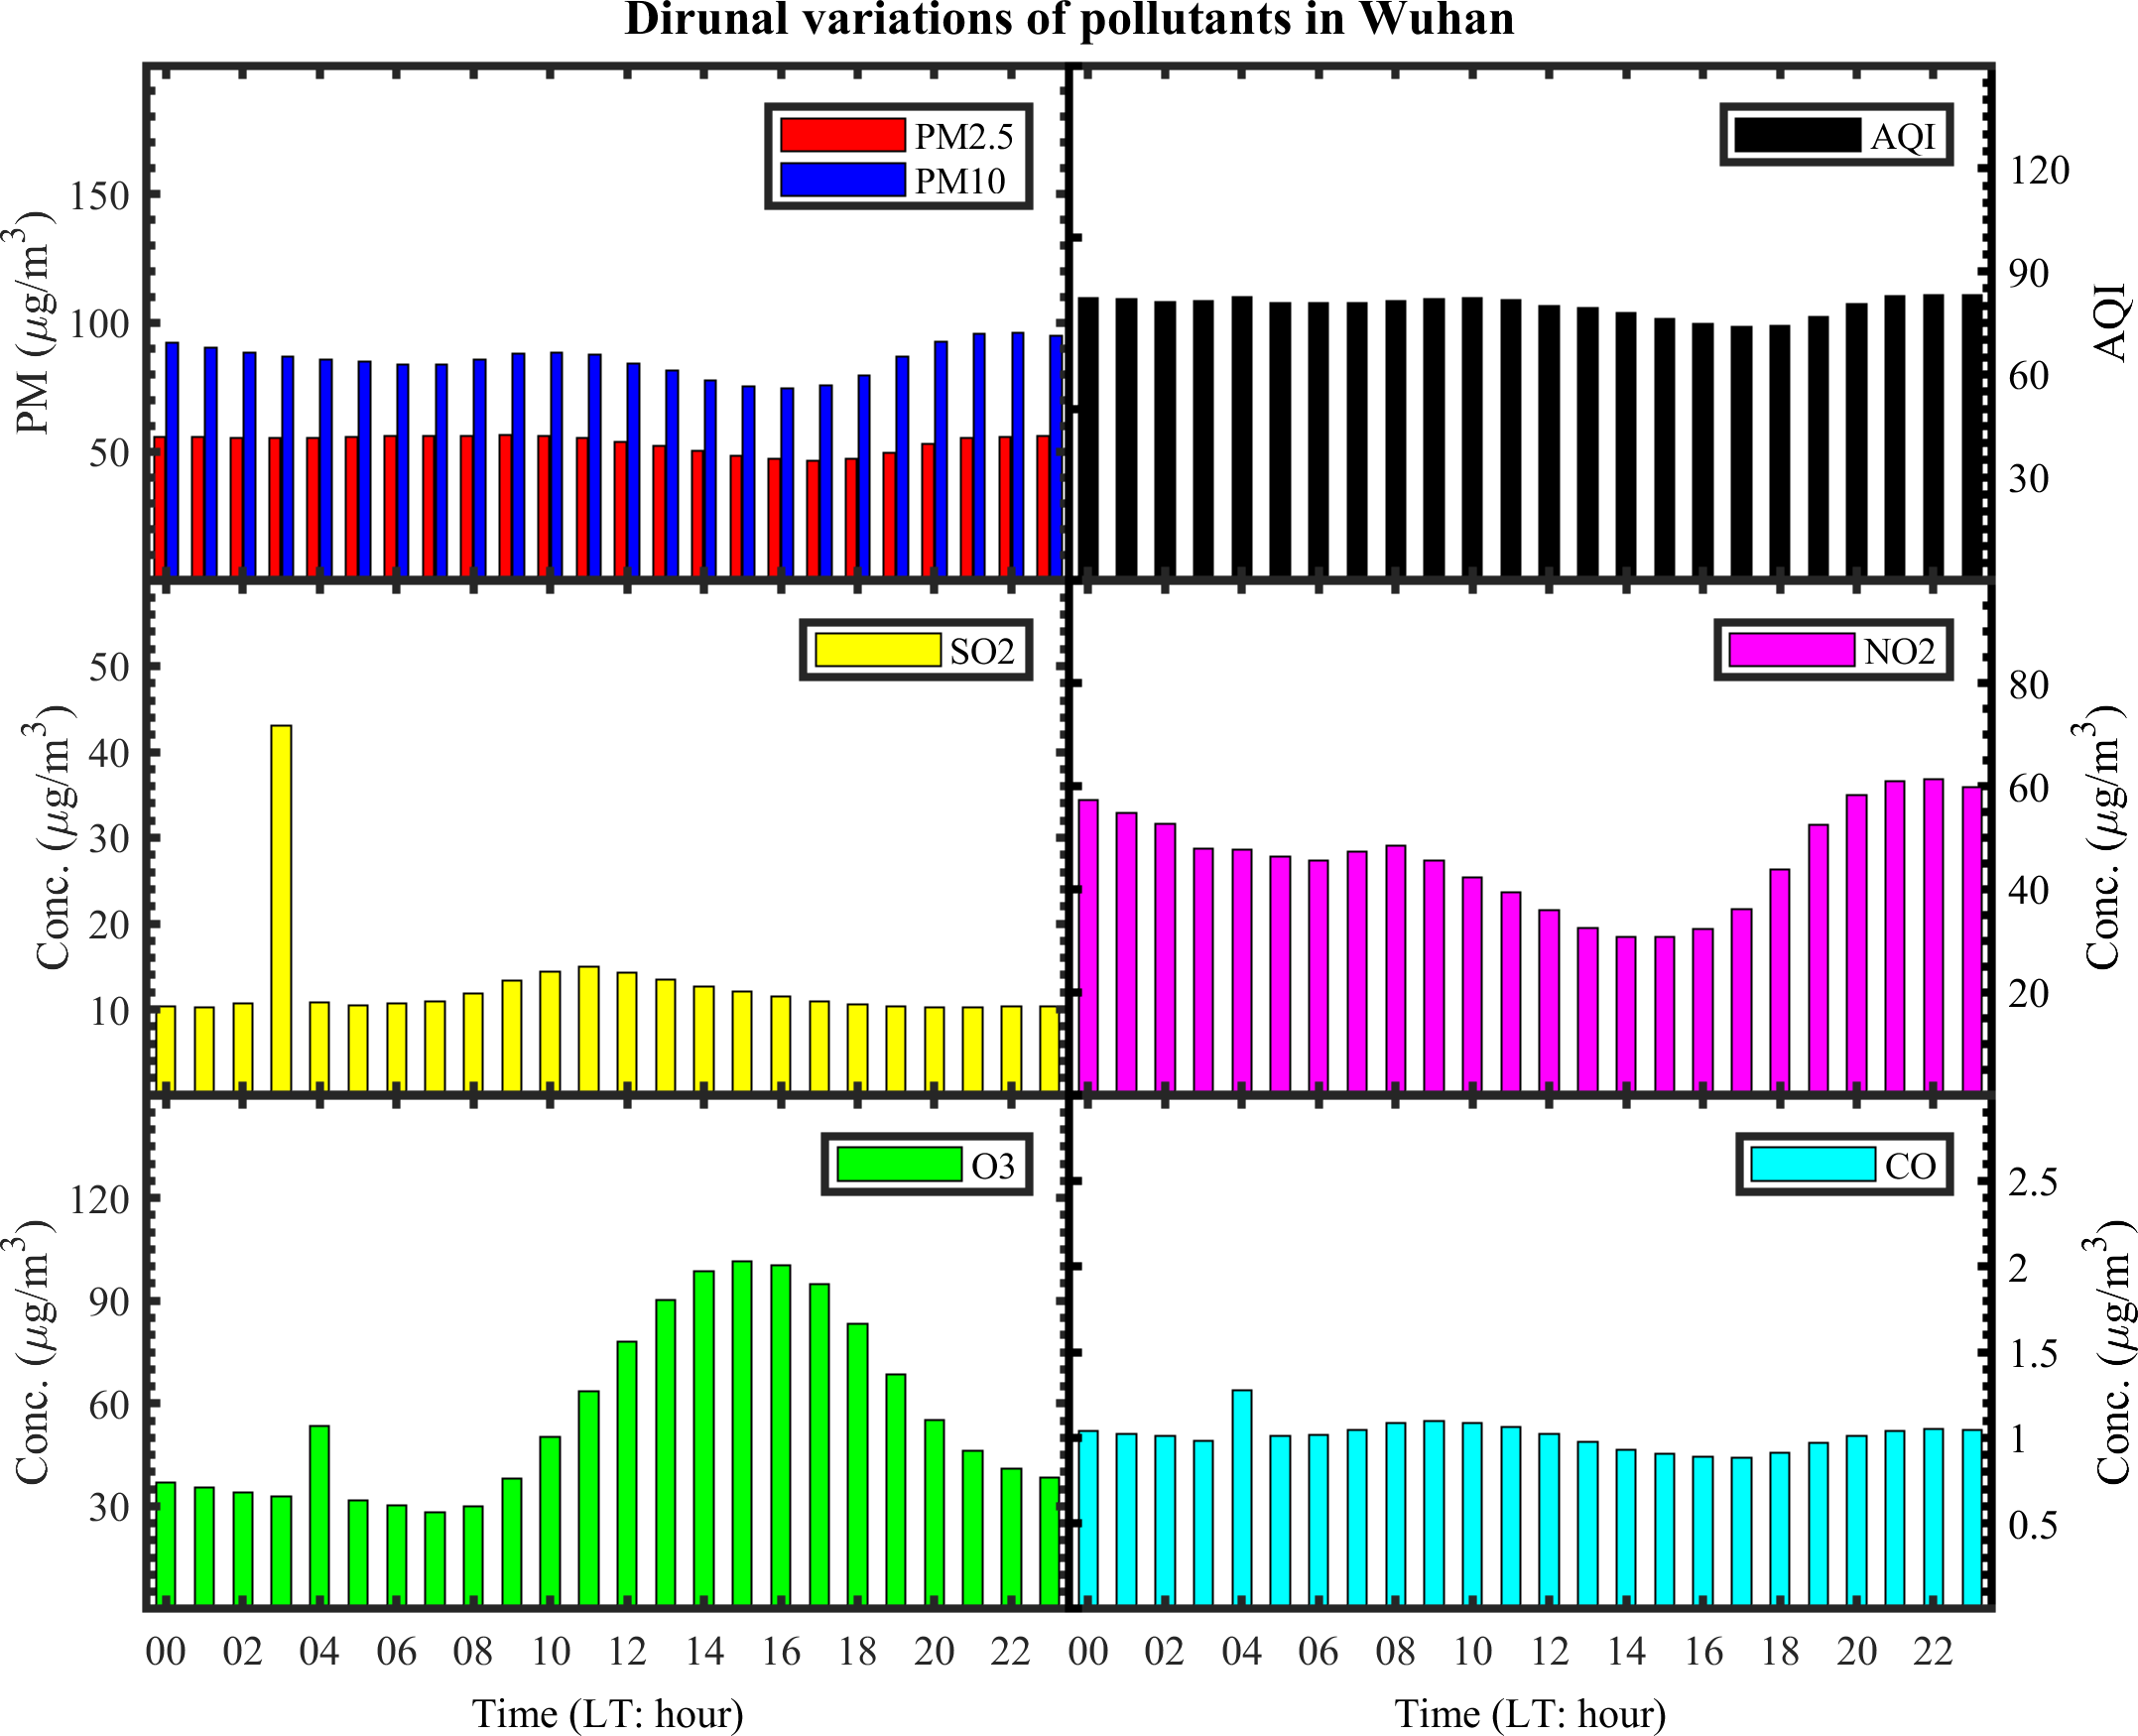 Dirunal variations of pollutants in Wuhan
PM2.5
PM10
150
100
50
PM (μg/m³)
AQI
120
90
60
30
AQI
SO2
50
40
30
20
10
Conc. (μg/m³)
NO2
80
60
40
20
Conc. (μg/m³)
O3
120
90
60
30
Conc. (μg/m³)
CO
2.5
2
1.5
1
0.5
Conc. (μg/m³)
00 02 04 06 08 10 12 14 16 18 20 22
00 02 04 06 08 10 12 14 16 18 20 22
Time (LT: hour)
Time (LT: hour)